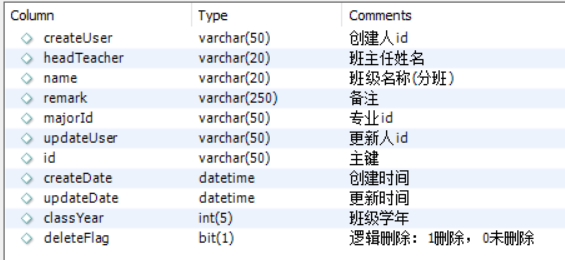 Column Type Comments
createUser varchar(50) 创建人id
headTeacher varchar(20) 班主任姓名
name varchar(20) 班级名称(分班)
remark varchar(250) 备注
majorId varchar(50) 专业id
updateUser varchar(50) 更新人id
id varchar(50) 主键
createDate datetime 创建时间
updateDate datetime 更新时间
classYear int(5) 班级学年
deleteFlag bit(1) 逻辑删除：1删除，0未删除